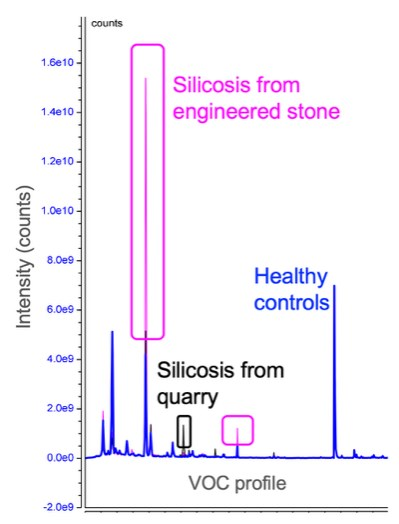 counts
1.6e10
Silicosis from
engineered stone
1.4e10
1.2e10
1.0e10
8.0e9
Healthy
controls
6.0e9
4.0e9
Silicosis from
quarry
2.0e9
0.0e0
-2.0e9
Intensity (counts)
VOC profile